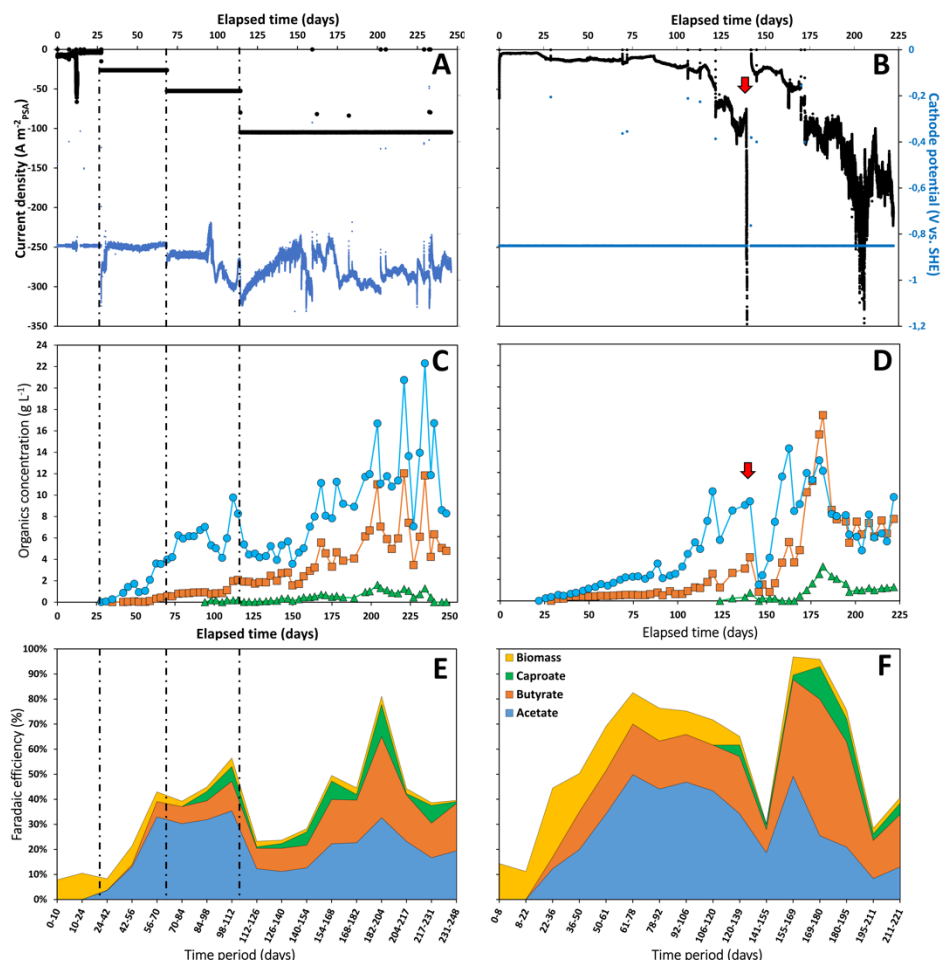 Elapsed time (days)
0 25 50 75 100 125 150 175 200 225 250
A
Current density (A m⁻²PSA)
0
-50
-100
-150
-200
-250
-300
-350
Elapsed time (days)
0 25 50 75 100 125 150 175 200 225
B
Cathode potential (V vs. SHE)
0
-0,2
-0,4
-0,6
-0,8
-1
-1,2
C
Organics concentration (g L⁻¹)
24
22
20
18
16
14
12
10
8
6
4
2
0
0 25 50 75 100 125 150 175 200 225 250
Elapsed time (days)
D
0 25 50 75 100 125 150 175 200 225
Elapsed time (days)
E
Faradaic efficiency (%)
100%
90%
80%
70%
60%
50%
40%
30%
20%
10%
0%
0-10 10-24 24-42 42-56 56-70 70-84 84-98 98-112 112-126 126-140 140-154 154-168 168-182 182-204 204-217 217-231 231-248
Time period (days)
F
Biomass
Caproate
Butyrate
Acetate
0-8 8-22 22-36 36-50 50-61 61-78 78-92 92-106 106-120 120-139 141-155 155-169 169-180 180-195 195-211 211-221
Time period (days)